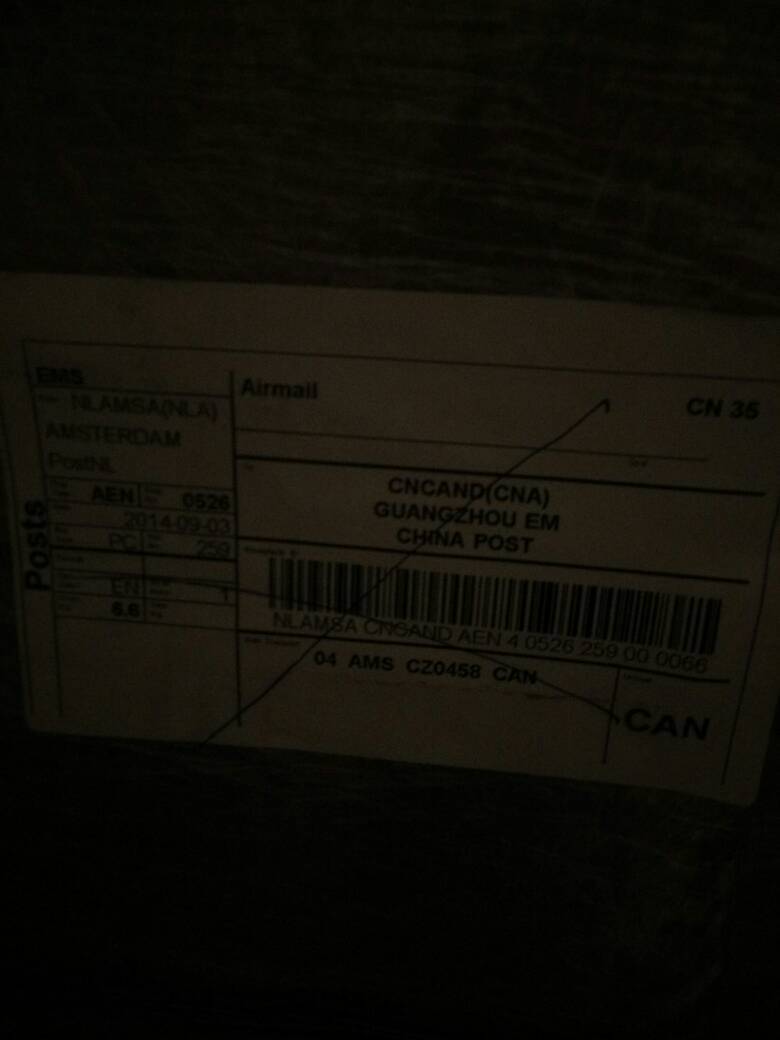 EMS
NLAMSA(NLA)
AMSTERDAM
PostNL
AEN 0526
2014-09-03
PC 259
EN 1
6.6
Posts
Airmail
CN 35
To
CNCAND(CNA)
GUANGZHOU EM
CHINA POST
NLAMSA CNCAND AEN 4 0526 259 00 0066
04 AMS CZ0458 CAN
CAN